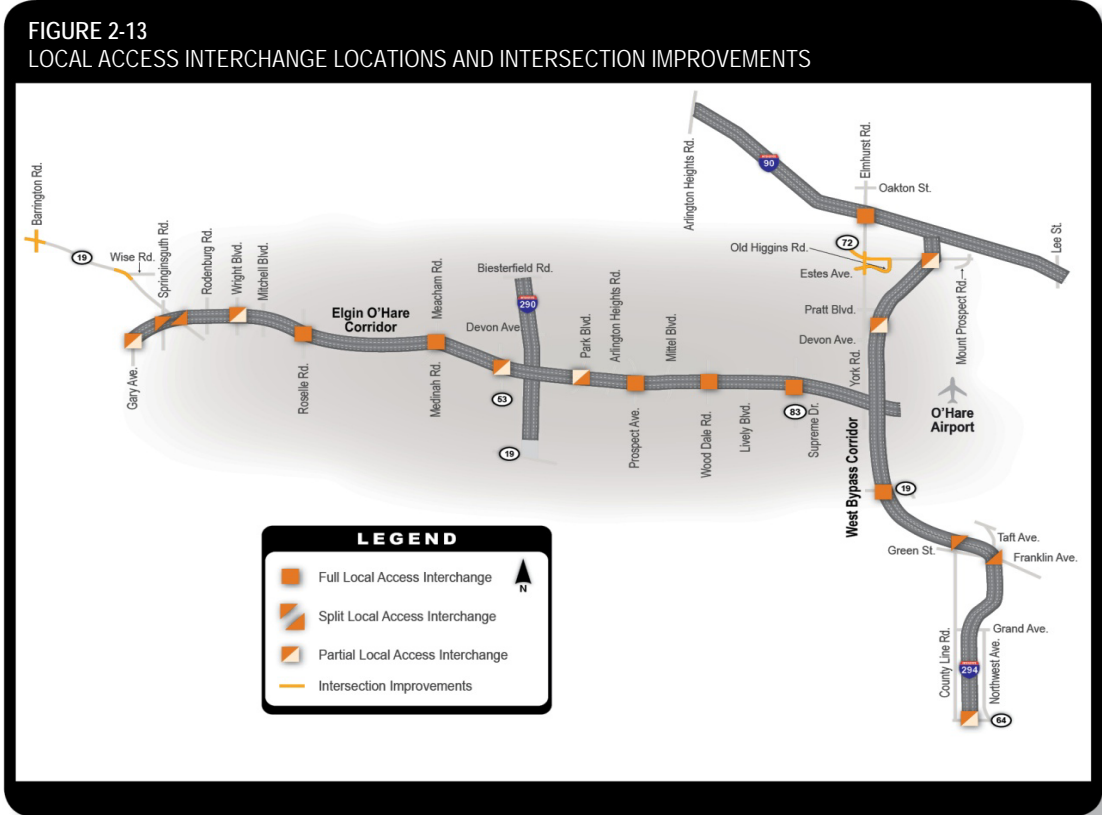 FIGURE 2-13
LOCAL ACCESS INTERCHANGE LOCATIONS AND INTERSECTION IMPROVEMENTS
Barrington Rd.
19
Wise Rd.
Springinsguth Rd.
Rodenburg Rd.
Wright Blvd.
Mitchell Blvd.
Gary Ave.
Roselle Rd.
Elgin O'Hare
Corridor
Meacham Rd.
Medinah Rd.
Biesterfield Rd.
290
Devon Ave.
53
19
Park Blvd.
Arlington Heights Rd.
Prospect Ave.
Mittel Blvd.
Wood Dale Rd.
Lively Blvd.
83
Supreme Dr.
Arlington Heights Rd.
90
Elmhurst Rd.
Oakton St.
72
Old Higgins Rd.
Estes Ave.
Lee St.
Mount Prospect Rd.
Pratt Blvd.
Devon Ave.
York Rd.
O'Hare
Airport
West Bypass Corridor
19
Green St.
Taft Ave.
Franklin Ave.
Grand Ave.
County Line Rd.
294
Northwest Ave.
64
LEGEND
Full Local Access Interchange
N
Split Local Access Interchange
Partial Local Access Interchange
Intersection Improvements